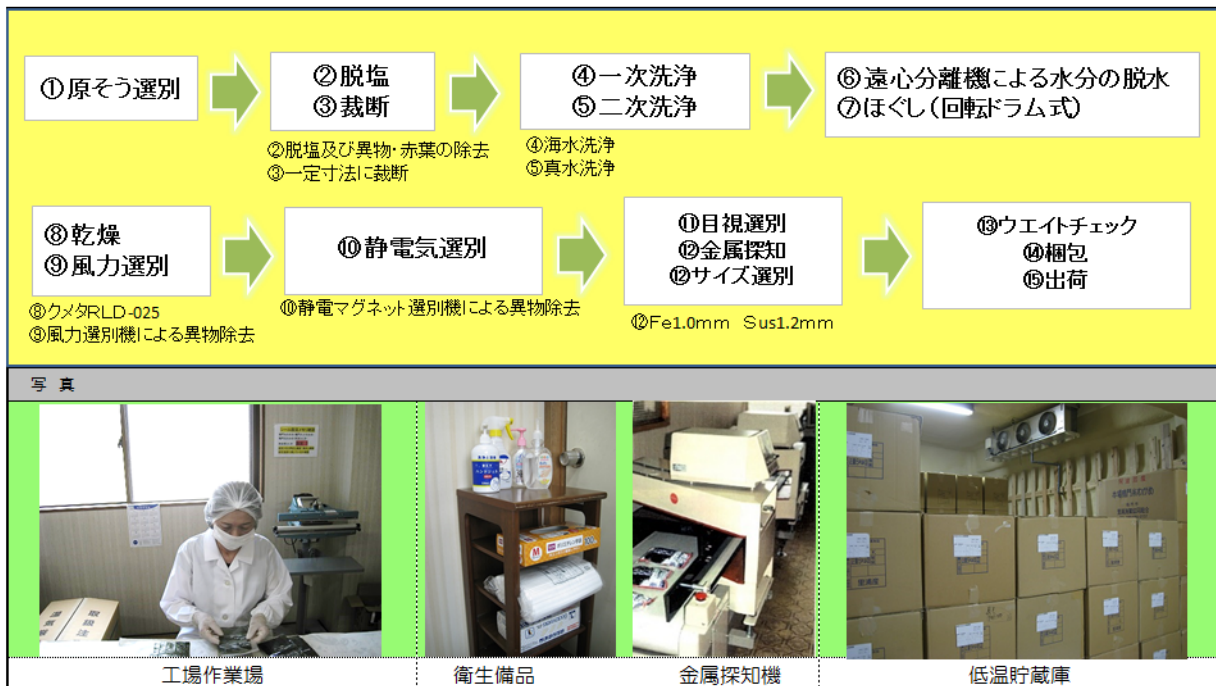 ①原そう選別
②脱塩
③裁断
②脱塩及び異物・赤葉の除去
③一定寸法に裁断
④一次洗浄
⑤二次洗浄
④海水洗浄
⑤真水洗浄
⑥遠心分離機による水分の脱水
⑦ほぐし(回転ドラム式)
⑧乾燥
⑨風力選別
⑧クメタRLD-025
⑨風力選別機による異物除去
⑩静電気選別
⑩静電マグネット選別機による異物除去
⑪目視選別
⑫金属探知
⑫サイズ選別
⑫Fe1.0mm Sus1.2mm
⑬ウエイトチェック
⑭梱包
⑮出荷
写 真
取扱注
M
工場作業場
衛生備品
金属探知機
低温貯蔵庫